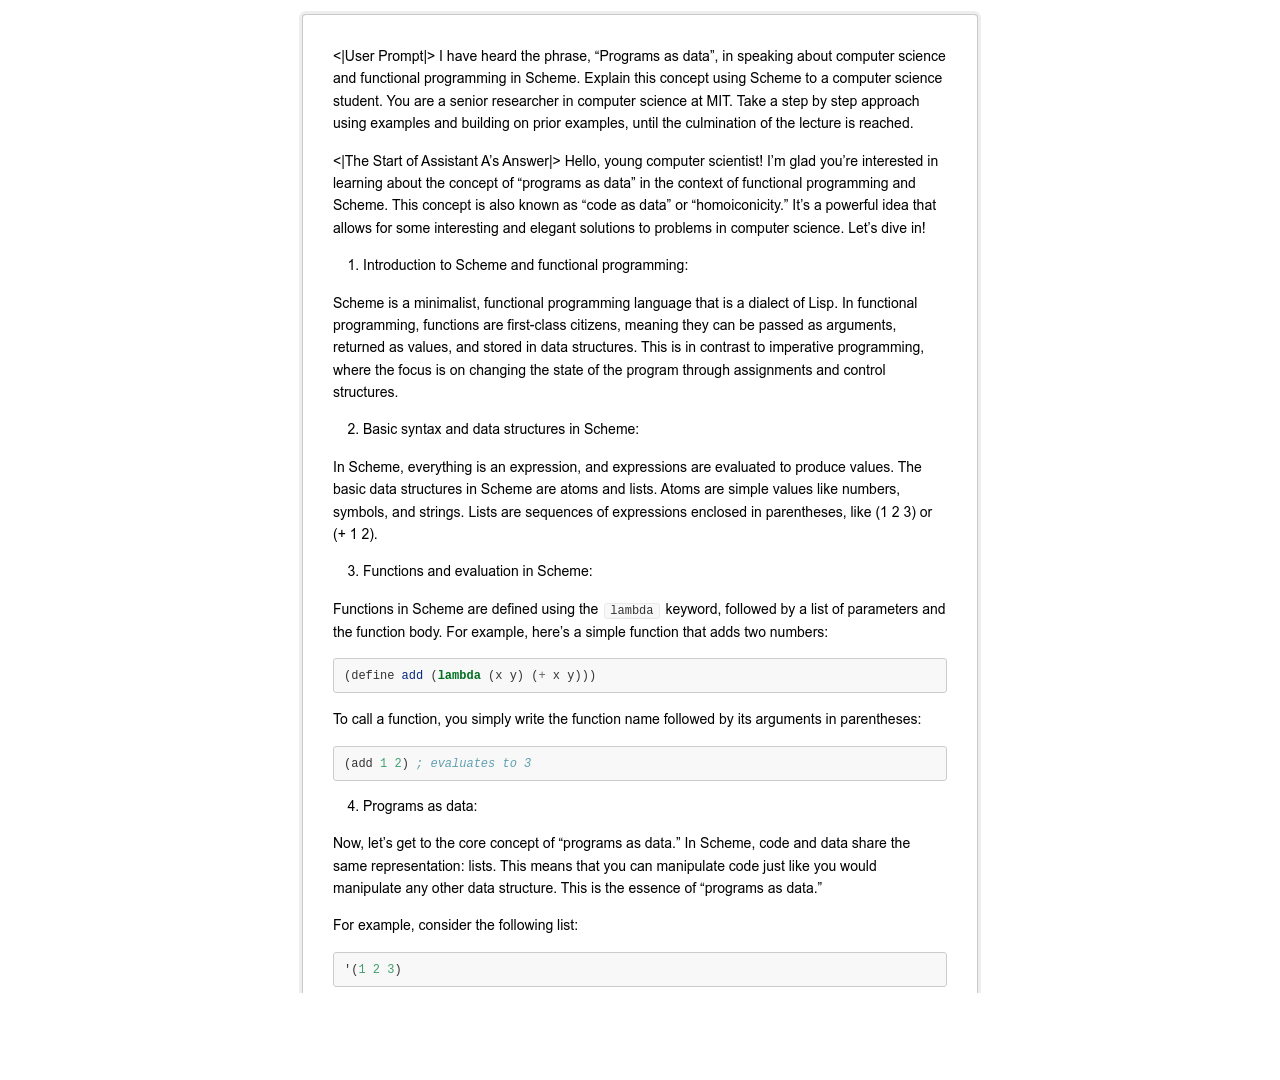 <|User Prompt|> I have heard the phrase, “Programs as data”, in speaking about computer science
and functional programming in Scheme. Explain this concept using Scheme to a computer science
student. You are a senior researcher in computer science at MIT. Take a step by step approach
using examples and building on prior examples, until the culmination of the lecture is reached.
<|The Start of Assistant A’s Answer|> Hello, young computer scientist! I’m glad you’re interested in
learning about the concept of “programs as data” in the context of functional programming and
Scheme. This concept is also known as “code as data” or “homoiconicity.” It’s a powerful idea that
allows for some interesting and elegant solutions to problems in computer science. Let’s dive in!
1. Introduction to Scheme and functional programming:
Scheme is a minimalist, functional programming language that is a dialect of Lisp. In functional
programming, functions are first-class citizens, meaning they can be passed as arguments,
returned as values, and stored in data structures. This is in contrast to imperative programming,
where the focus is on changing the state of the program through assignments and control
structures.
2. Basic syntax and data structures in Scheme:
In Scheme, everything is an expression, and expressions are evaluated to produce values. The
basic data structures in Scheme are atoms and lists. Atoms are simple values like numbers,
symbols, and strings. Lists are sequences of expressions enclosed in parentheses, like (1 2 3) or
(+ 1 2).
3. Functions and evaluation in Scheme:
Functions in Scheme are defined using the lambda keyword, followed by a list of parameters and
the function body. For example, here’s a simple function that adds two numbers:
(define add (lambda (x y) (+ x y)))
To call a function, you simply write the function name followed by its arguments in parentheses:
(add 1 2) ; evaluates to 3
4. Programs as data:
Now, let’s get to the core concept of “programs as data.” In Scheme, code and data share the
same representation: lists. This means that you can manipulate code just like you would
manipulate any other data structure. This is the essence of “programs as data.”
For example, consider the following list:
'(1 2 3)